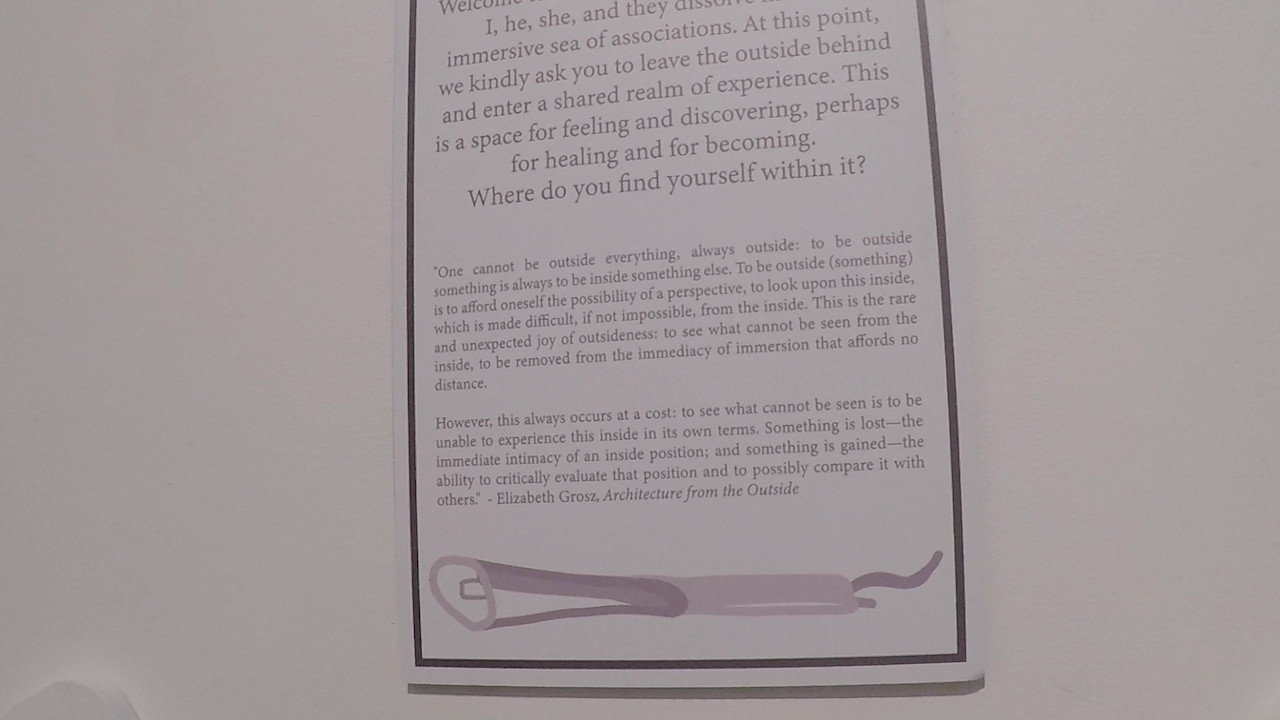 Welcome
I, he, she, and they dissolve
immersive sea of associations. At this point,
we kindly ask you to leave the outside behind
and enter a shared realm of experience. This
is a space for feeling and discovering, perhaps
for healing and for becoming.
Where do you find yourself within it?
"One cannot be outside everything, always outside: to be outside
something is always to be inside something else. To be outside (something)
is to afford oneself the possibility of a perspective, to look upon this inside,
which is made difficult, if not impossible, from the inside. This is the rare
and unexpected joy of outsideness: to see what cannot be seen from the
inside, to be removed from the immediacy of immersion that affords no
distance.
However, this always occurs at a cost: to see what cannot be seen is to be
unable to experience this inside in its own terms. Something is lost—the
immediate intimacy of an inside position; and something is gained—the
ability to critically evaluate that position and to possibly compare it with
others." - Elizabeth Grosz, Architecture from the Outside